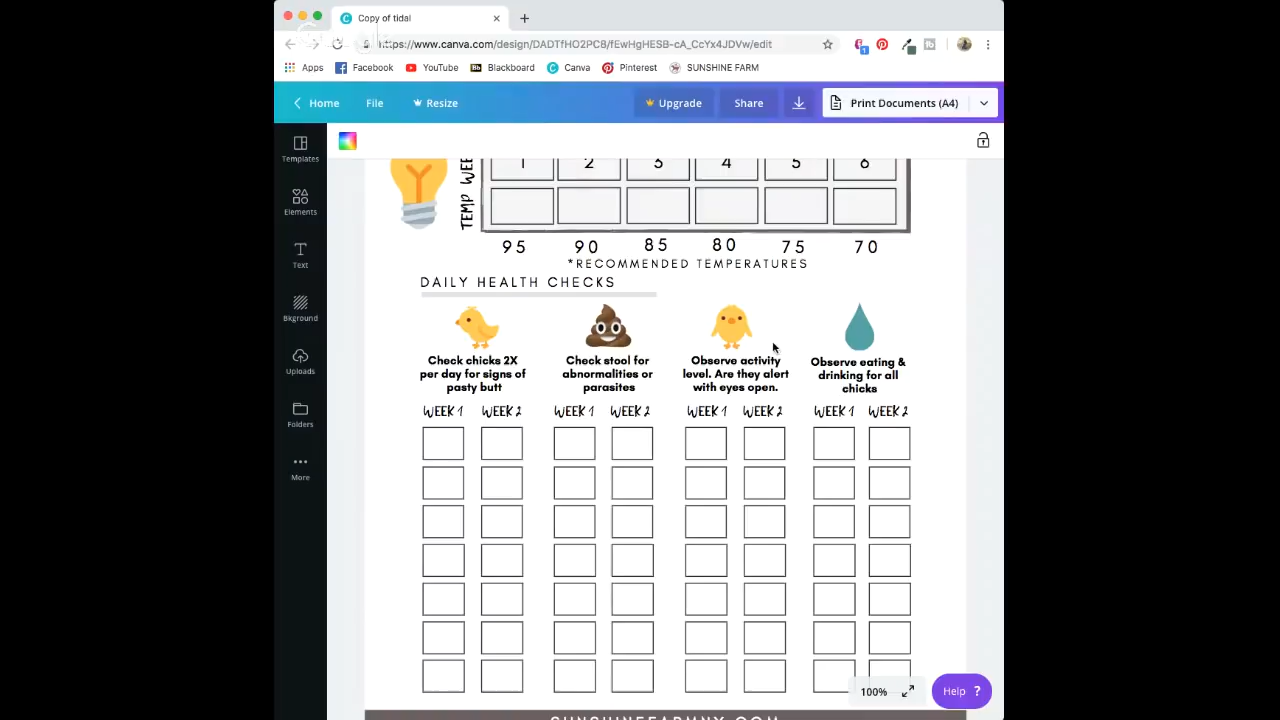 Copy of tidal
https://www.canva.com/design/DADTfHO2PC8/fEwHgHESB-cA_CcYx4JDVw/edit
1
Apps Facebook YouTube Bb Blackboard Canva Pinterest SUNSHINE FARM
Home File Resize Upgrade Share Print Documents (A4)
Templates
Elements
Text
Bkground
Uploads
Folders
More
TEMP WEE
1 2 3 4 5 6
95 90 85 80 75 70
*RECOMMENDED TEMPERATURES
DAILY HEALTH CHECKS
Check chicks 2X
per day for signs of
pasty butt
Check stool for
abnormalities or
parasites
Observe activity
level. Are they alert
with eyes open.
Observe eating &
drinking for all
chicks
WEEK 1 WEEK 2 WEEK 1 WEEK 2 WEEK 1 WEEK 2 WEEK 1 WEEK 2
100%
Help ?
SUNSHINEFARMNY.COM